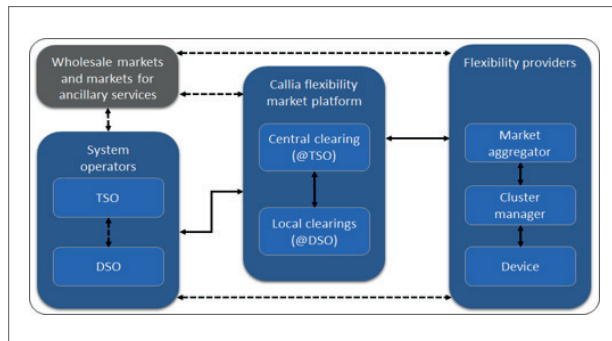 Wholesale markets
and markets for
ancillary services
System
operators
TSO
DSO
Callia flexibility
market platform
Central clearing
(@TSO)
Local clearings
(@DSO)
Flexibility providers
Market
aggregator
Cluster
manager
Device